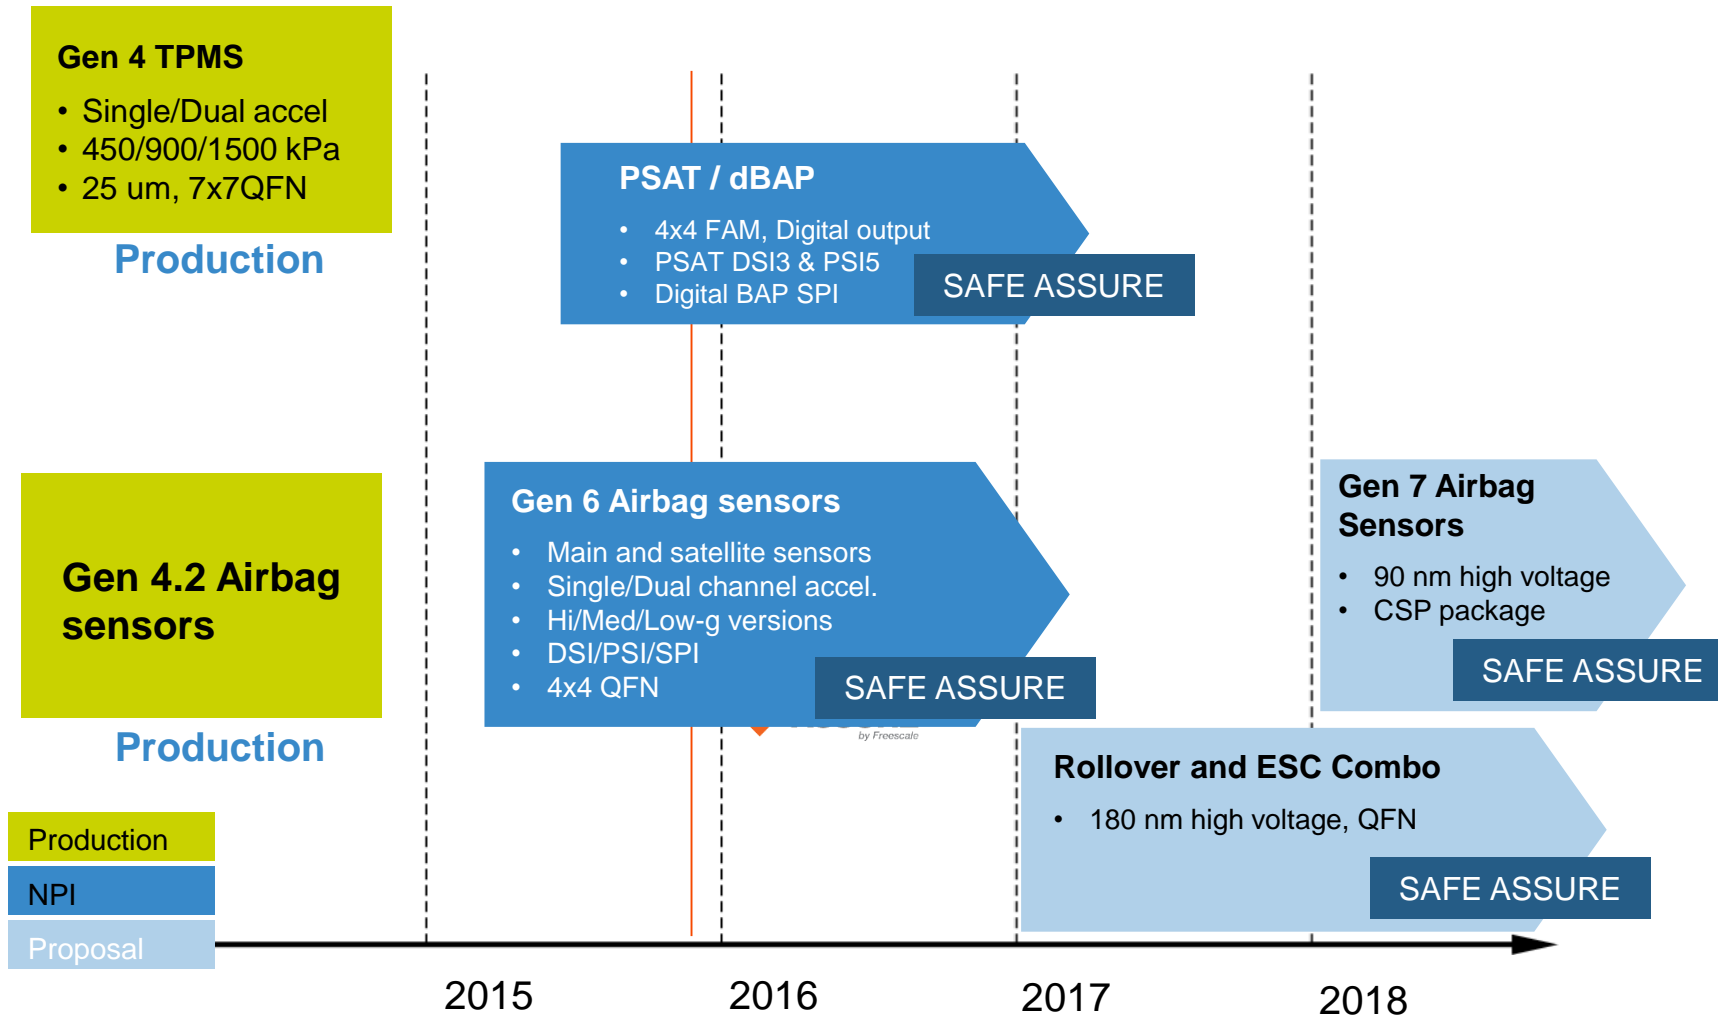 Gen 4 TPMS
• Single/Dual accel
• 450/900/1500 kPa
• 25 um, 7x7QFN
Production
PSAT / dBAP
• 4x4 FAM, Digital output
• PSAT DSI3 & PSI5
• Digital BAP SPI
SAFE ASSURE
Gen 4.2 Airbag
sensors
Production
Gen 6 Airbag sensors
• Main and satellite sensors
• Single/Dual channel accel.
• Hi/Med/Low-g versions
• DSI/PSI/SPI
• 4x4 QFN
SAFE ASSURE
by Freescale
Gen 7 Airbag
Sensors
• 90 nm high voltage
• CSP package
SAFE ASSURE
Rollover and ESC Combo
• 180 nm high voltage, QFN
SAFE ASSURE
Production
NPI
Proposal
2015
2016
2017
2018